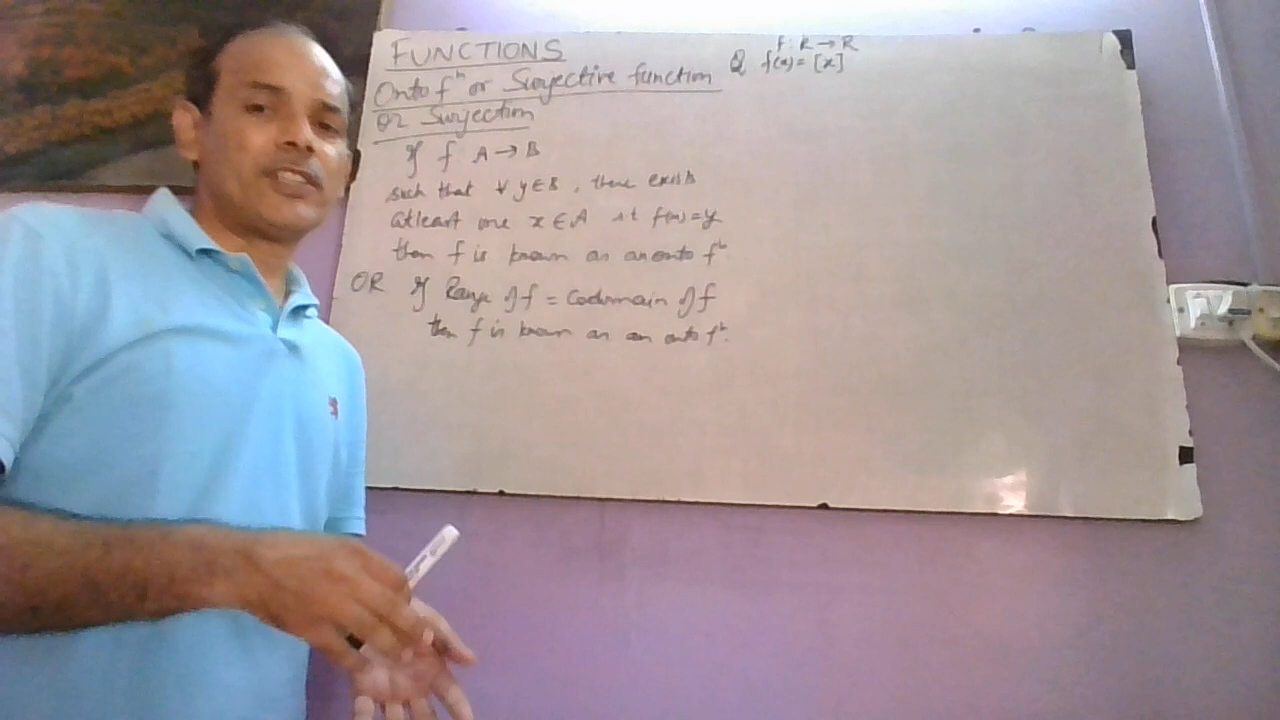 FUNCTIONS
Onto fⁿ or Surjective function
OR Surjection
If f A → B
such that ∀ y ∈ B , there exists
atleast one x ∈ A s.t f(x) = y
then f is known as an onto fⁿ
OR If Range of f = Codomain of f
then f is known as an onto fⁿ.
f: R → R
Q f(x) = [x]